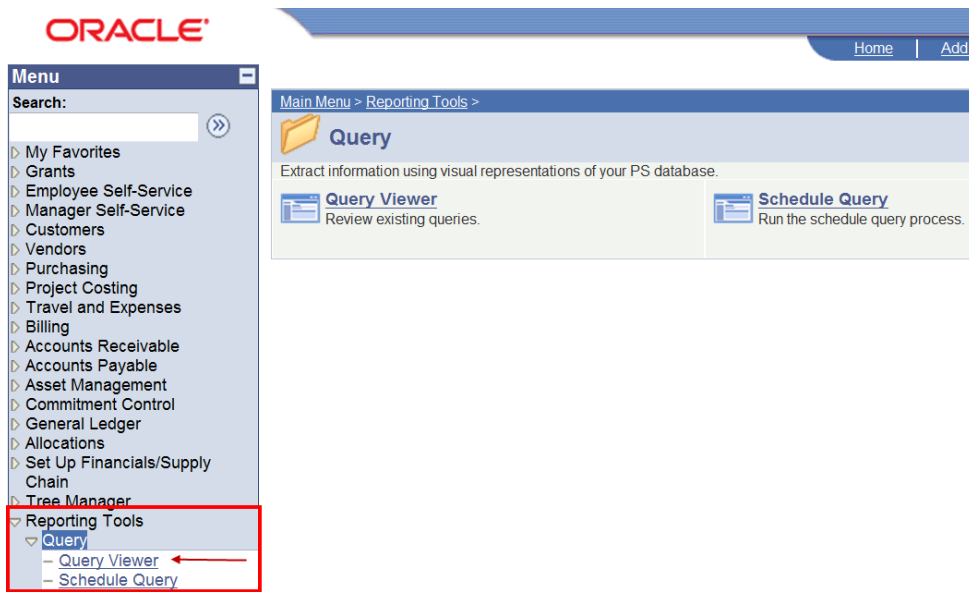 ORACLE
Home
Add
Menu
Search:
My Favorites
Grants
Employee Self-Service
Manager Self-Service
Customers
Vendors
Purchasing
Project Costing
Travel and Expenses
Billing
Accounts Receivable
Accounts Payable
Asset Management
Commitment Control
General Ledger
Allocations
Set Up Financials/Supply
Chain
Tree Manager
Reporting Tools
Query
Query Viewer
Schedule Query
Main Menu > Reporting Tools >
Query
Extract information using visual representations of your PS database.
Query Viewer
Review existing queries.
Schedule Query
Run the schedule query process.